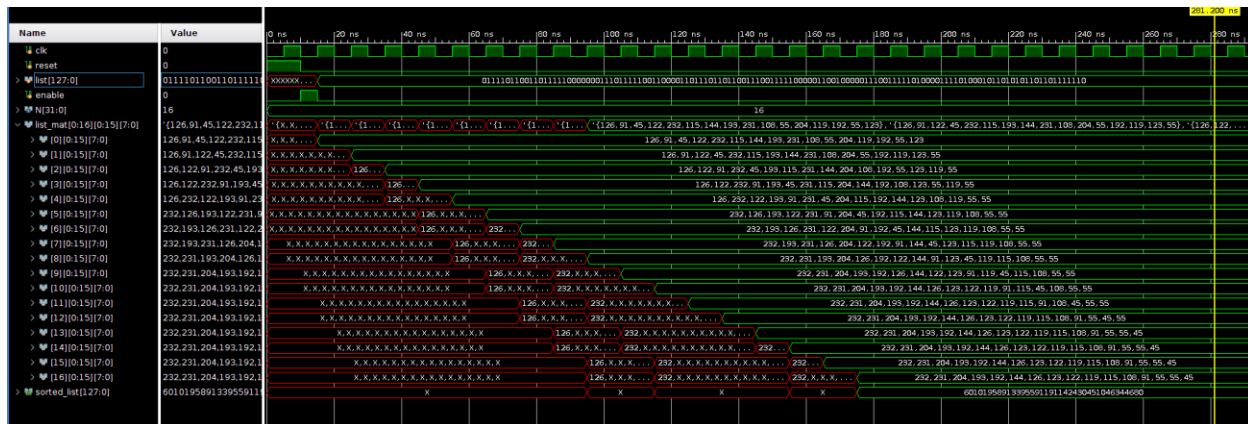 281.200 ns
Name Value 0 ns 20 ns 40 ns 60 ns 80 ns 100 ns 120 ns 140 ns 160 ns 180 ns 200 ns 220 ns 240 ns 260 ns 280 ns
clk 0
reset 0
list[127:0]
enable 0
N[31:0] 16 16
list_mat[0:16][0:15][7:0] '{126,91,45,122,232,11
[0][0:15][7:0] 126,91,45,122,232,115 X,X,X,... 126,91,45,122,232,115,144,193,231,108,55,204,119,192,55,123
[1][0:15][7:0] 126,91,122,45,232,115 X,X,X,X,X,X,X... 126,91,122,45,232,115,193,144,231,108,204,55,192,119,123,55
[2][0:15][7:0] 126,122,91,232,45,193 X,X,X,X,X,X,X... 126... 126,122,91,232,45,193,115,231,144,204,108,192,55,123,119,55
[3][0:15][7:0] 126,122,232,91,193,45 126... 126,122,232,91,193,45,231,115,204,144,192,108,123,55,119,55
[4][0:15][7:0] 126,232,122,193,91,23 126,X,X,X,... 126,232,122,193,91,231,45,204,115,192,144,123,108,119,55,55
[5][0:15][7:0] 232,126,193,122,231,9 126,X,X,X,... 232,126,193,122,231,91,204,45,192,115,144,123,119,108,55,55
[6][0:15][7:0] 232,193,126,231,122,2 126,X,X,X,... 232... 232,193,126,231,122,204,91,192,45,144,115,123,119,108,55,55
[7][0:15][7:0] 232,193,231,126,204,1 126,X,X,X,... 232... 232,193,231,126,204,122,192,91,144,45,123,115,119,108,55,55
[8][0:15][7:0] 232,231,193,204,126,1 126,X,X,X,... 232,X,X,X,... 232,231,193,204,126,192,122,144,91,123,45,119,115,108,55,55
[9][0:15][7:0] 232,231,204,193,192,1 126,X,X,X,... 232,X,X,X,... 232,231,204,193,192,126,144,122,123,91,119,45,115,108,55,55
[10][0:15][7:0] 232,231,204,193,192,1 126,X,X,X,... 232,231,204,193,192,144,126,123,122,119,91,115,45,108,55,55
[11][0:15][7:0] 232,231,204,193,192,1 126,X,X,X,... 232,231,204,193,192,144,126,123,122,119,115,91,108,45,55,55
[12][0:15][7:0] 232,231,204,193,192,1 126,X,X,X,... 232,231,204,193,192,144,126,123,122,119,115,108,91,55,45,55
[13][0:15][7:0] 232,231,204,193,192,1 126,X,X,X,... 232,231,204,193,192,144,126,123,122,119,115,108,91,55,55,45
[14][0:15][7:0] 232,231,204,193,192,1 126,X,X,X,... 232... 232,231,204,193,192,144,126,123,122,119,115,108,91,55,55,45
[15][0:15][7:0] 232,231,204,193,192,1 126,X,X,X,... 232... 232,231,204,193,192,144,126,123,122,119,115,108,91,55,55,45
[16][0:15][7:0] 232,231,204,193,192,1 126,X,X,X,... 232,X,X,X,... 232,231,204,193,192,144,126,123,122,119,115,108,91,55,55,45
sorted_list[127:0] X X X X